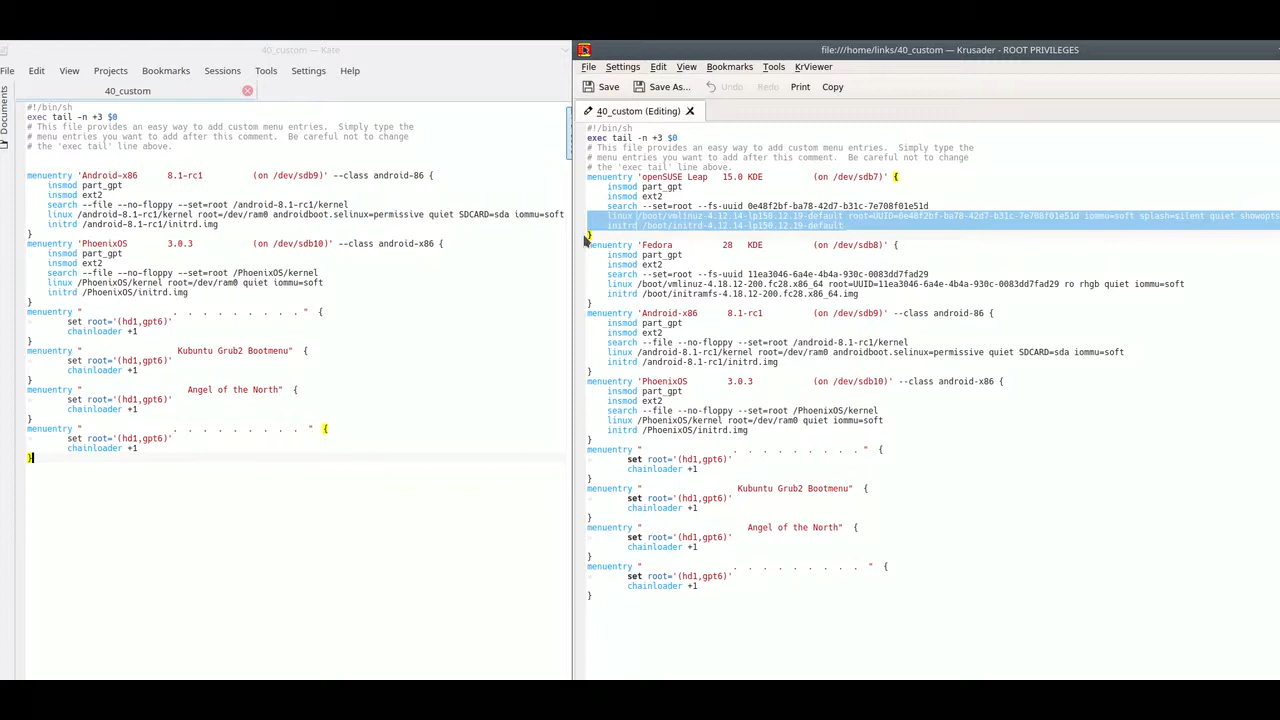 40_custom — Kate
File Edit View Projects Bookmarks Sessions Tools Settings Help
40_custom
Documents
#!/bin/sh
exec tail -n +3 $0
# This file provides an easy way to add custom menu entries.  Simply type the
# menu entries you want to add after this comment.  Be careful not to change
# the 'exec tail' line above.
menuentry 'Android-x86      8.1-rc1          (on /dev/sdb9)' --class android-86 {
insmod part_gpt
insmod ext2
search --file --no-floppy --set=root /android-8.1-rc1/kernel
linux /android-8.1-rc1/kernel root=/dev/ram0 androidboot.selinux=permissive quiet SDCARD=sda iommu=soft
initrd /android-8.1-rc1/initrd.img
}
menuentry 'PhoenixOS        3.0.3            (on /dev/sdb10)' --class android-x86 {
insmod part_gpt
insmod ext2
search --file --no-floppy --set=root /PhoenixOS/kernel
linux /PhoenixOS/kernel root=/dev/ram0 quiet iommu=soft
initrd /PhoenixOS/initrd.img
}
menuentry "                  .  .  .  .  .  .  .  .  . "  {
set root='(hd1,gpt6)'
chainloader +1
}
menuentry "                   Kubuntu Grub2 Bootmenu"  {
set root='(hd1,gpt6)'
chainloader +1
}
menuentry "                     Angel of the North"  {
set root='(hd1,gpt6)'
chainloader +1
}
menuentry "                  .  .  .  .  .  .  .  .  .  "  {
set root='(hd1,gpt6)'
chainloader +1
}
file:///home/links/40_custom — Krusader - ROOT PRIVILEGES
File Settings Edit View Bookmarks Tools KrViewer
Save Save As... Undo Redo Print Copy
40_custom (Editing)
#!/bin/sh
exec tail -n +3 $0
# This file provides an easy way to add custom menu entries.  Simply type the
# menu entries you want to add after this comment.  Be careful not to change
# the 'exec tail' line above.
menuentry 'openSUSE Leap   15.0 KDE          (on /dev/sdb7)' {
insmod part_gpt
insmod ext2
search --set=root --fs-uuid 0e48f2bf-ba78-42d7-b31c-7e708f01e51d
linux /boot/vmlinuz-4.12.14-lp150.12.19-default root=UUID=0e48f2bf-ba78-42d7-b31c-7e708f01e51d iommu=soft splash=silent quiet showopts
initrd /boot/initrd-4.12.14-lp150.12.19-default
}
menuentry 'Fedora          28   KDE          (on /dev/sdb8)' {
insmod part_gpt
insmod ext2
search --set=root --fs-uuid 11ea3046-6a4e-4b4a-930c-0083dd7fad29
linux /boot/vmlinuz-4.18.12-200.fc28.x86_64 root=UUID=11ea3046-6a4e-4b4a-930c-0083dd7fad29 ro rhgb quiet iommu=soft
initrd /boot/initramfs-4.18.12-200.fc28.x86_64.img
}
menuentry 'Android-x86      8.1-rc1          (on /dev/sdb9)' --class android-86 {
insmod part_gpt
insmod ext2
search --file --no-floppy --set=root /android-8.1-rc1/kernel
linux /android-8.1-rc1/kernel root=/dev/ram0 androidboot.selinux=permissive quiet SDCARD=sda iommu=soft
initrd /android-8.1-rc1/initrd.img
}
menuentry 'PhoenixOS        3.0.3            (on /dev/sdb10)' --class android-x86 {
insmod part_gpt
insmod ext2
search --file --no-floppy --set=root /PhoenixOS/kernel
linux /PhoenixOS/kernel root=/dev/ram0 quiet iommu=soft
initrd /PhoenixOS/initrd.img
}
menuentry "                  .  .  .  .  .  .  .  .  . "  {
set root='(hd1,gpt6)'
chainloader +1
}
menuentry "                   Kubuntu Grub2 Bootmenu"  {
set root='(hd1,gpt6)'
chainloader +1
}
menuentry "                     Angel of the North"  {
set root='(hd1,gpt6)'
chainloader +1
}
menuentry "                  .  .  .  .  .  .  .  .  .  "  {
set root='(hd1,gpt6)'
chainloader +1
}